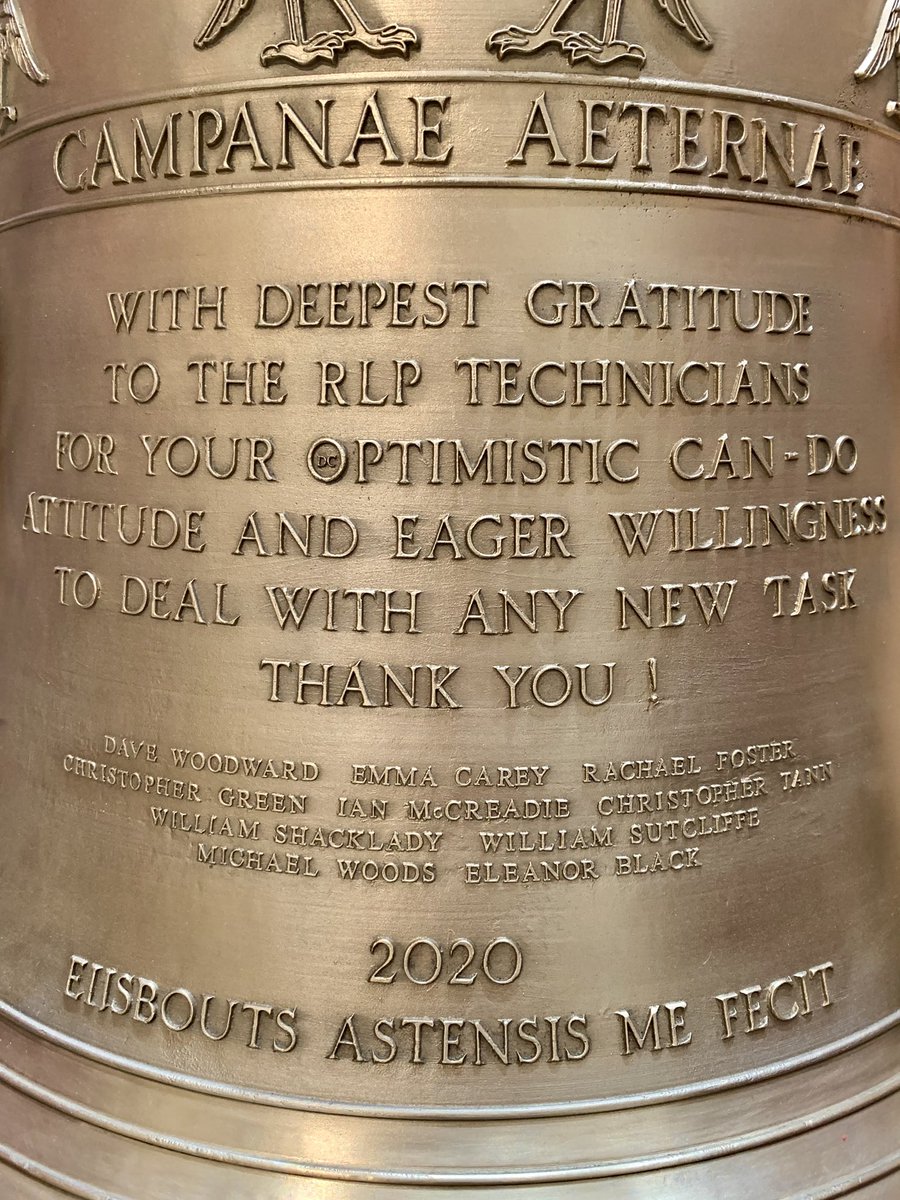 CAMPANAE AETERNAE
WITH DEEPEST GRATITUDE
TO THE RLP TECHNICIANS
FOR YOUR OPTIMISTIC CAN-DO
ATTITUDE AND EAGER WILLINGNESS
TO DEAL WITH ANY NEW TASK
THANK YOU !
DAVE WOODWARD EMMA CAREY RACHAEL FOSTER
CHRISTOPHER GREEN IAN McCREADIE CHRISTOPHER TANN
WILLIAM SHACKLADY WILLIAM SUTCLIFFE
MICHAEL WOODS ELEANOR BLACK
2020
EIJSBOUTS ASTENSIS ME FECIT
DC